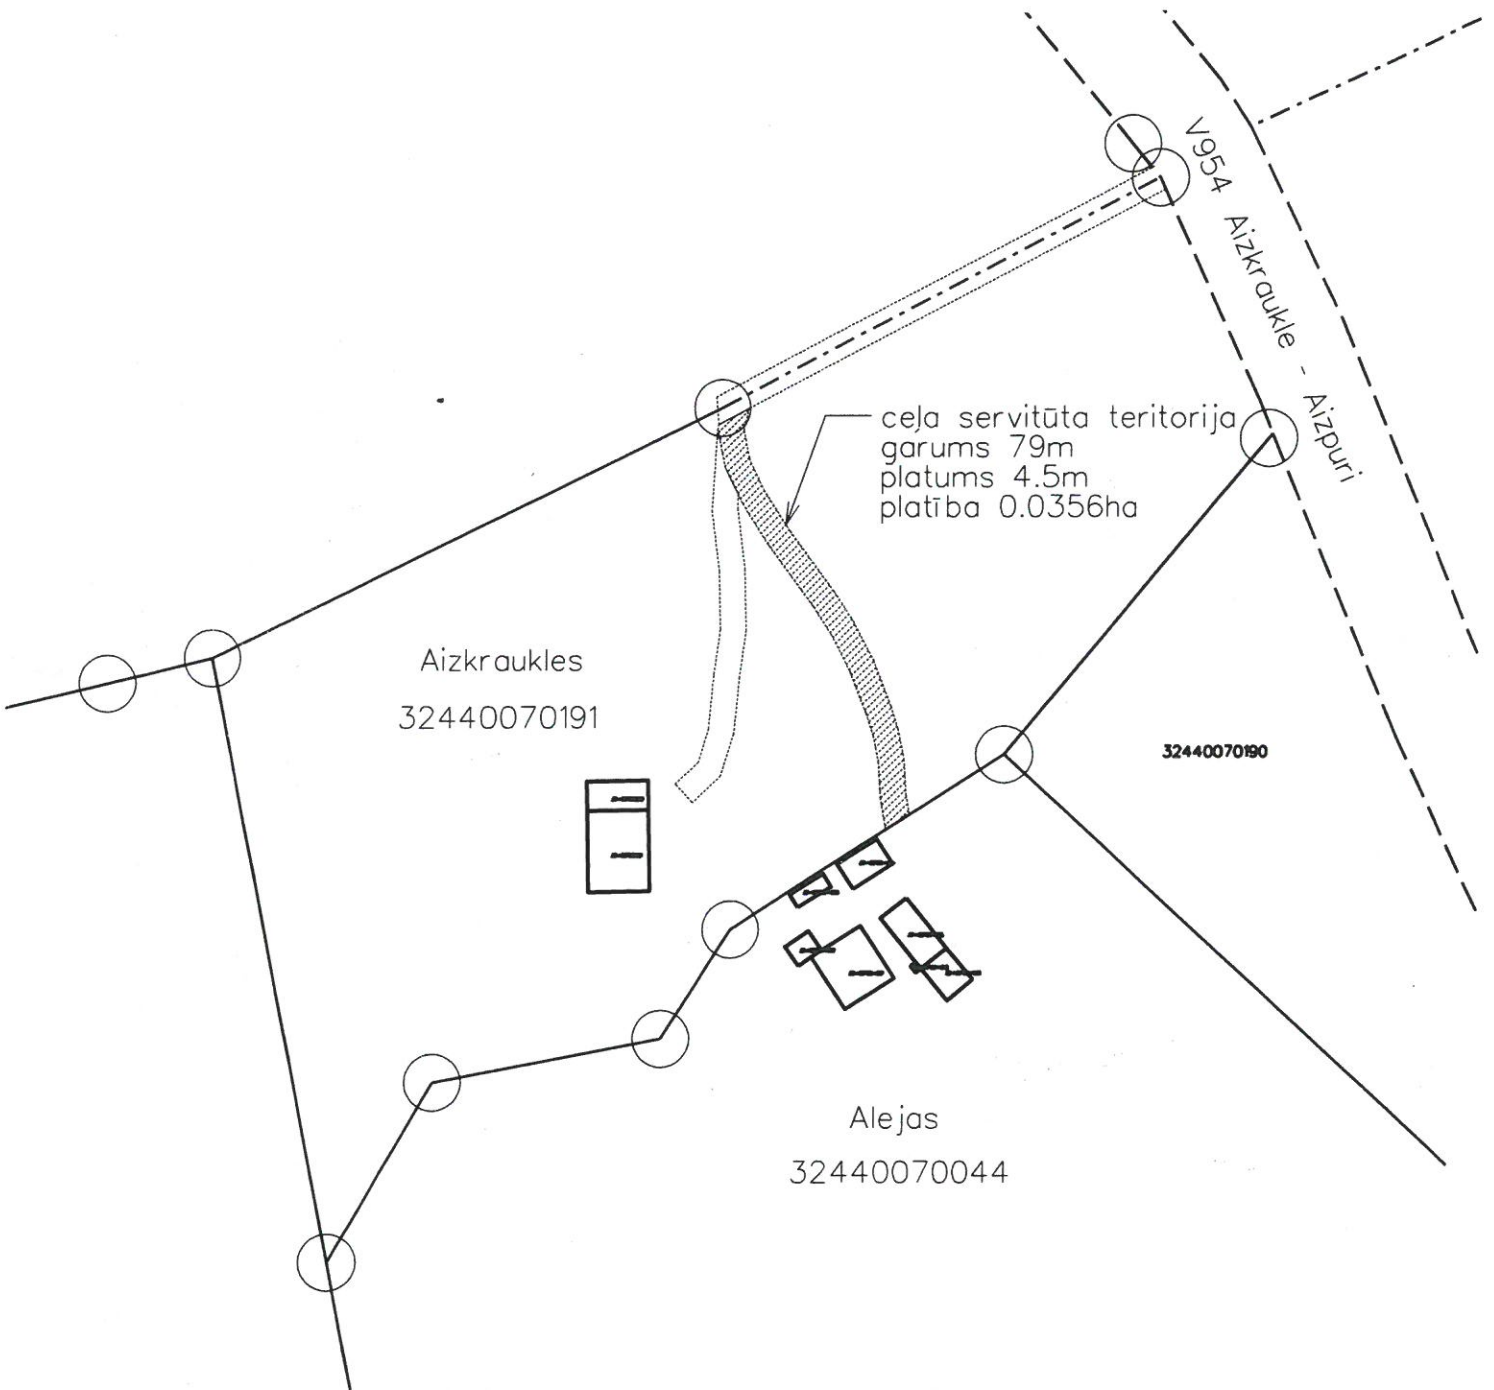 V954 Aizkraukle - Aizpuri
ceļa servitūta teritorija
garums 79m
platums 4.5m
platība 0.0356ha
Aizkraukles
32440070191
32440070190
Alejas
32440070044